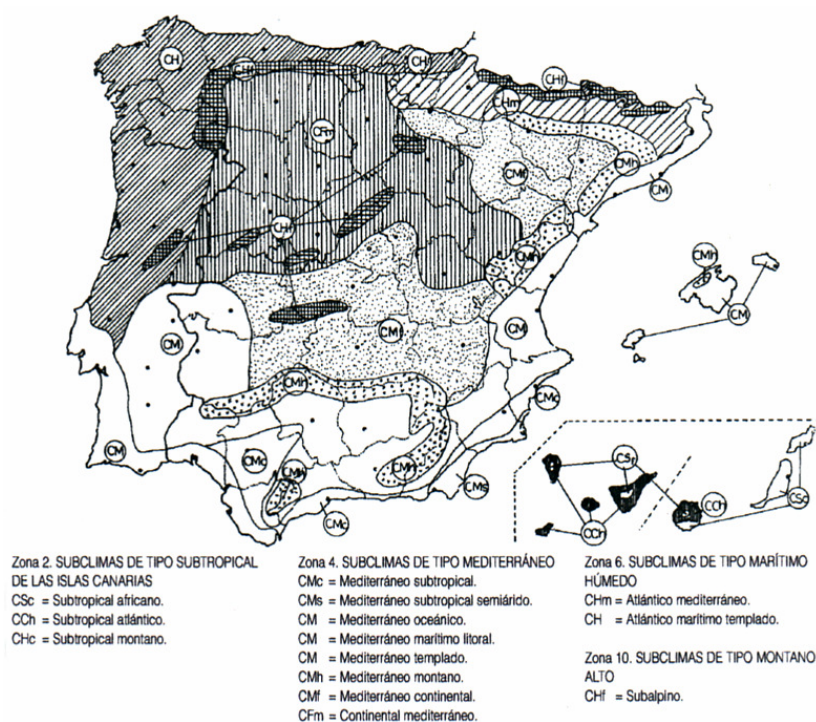 CH
CHf
CH
CHf
CHm
CFm
CMf
CMh
CM
CHf
CMh
CMh
CM
CM
CMf
CM
CMh
CMc
CM
CMc
CMh
CMh
CMs
CMc
CSc
CCh
CCh
Zona 2. SUBCLIMAS DE TIPO SUBTROPICAL
DE LAS ISLAS CANARIAS
CSc = Subtropical africano.
CCh = Subtropical atlántico.
CHc = Subtropical montano.
Zona 4. SUBCLIMAS DE TIPO MEDITERRÁNEO
CMc = Mediterráneo subtropical.
CMs = Mediterráneo subtropical semiárido.
CM = Mediterráneo oceánico.
CM = Mediterráneo marítimo litoral.
CM = Mediterráneo templado.
CMh = Mediterráneo montano.
CMf = Mediterráneo continental.
CFm = Continental mediterráneo.
Zona 6. SUBCLIMAS DE TIPO MARÍTIMO
HÚMEDO
CHm = Atlántico mediterráneo.
CH = Atlántico marítimo templado.
Zona 10. SUBCLIMAS DE TIPO MONTANO
ALTO
CHf = Subalpino.